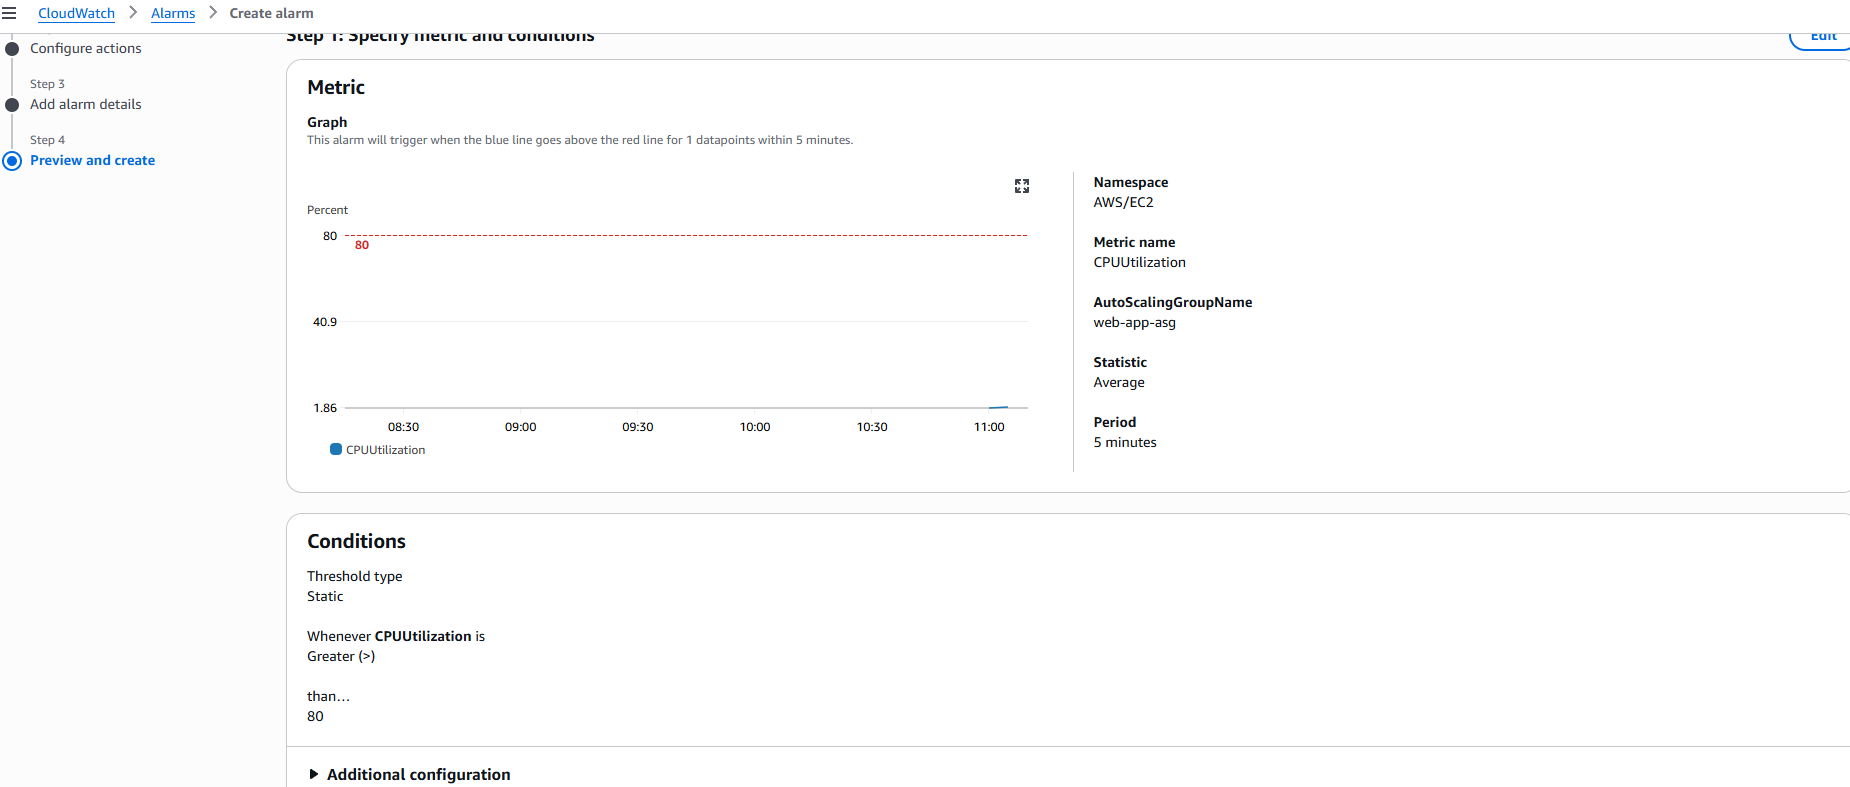 CloudWatch > Alarms > Create alarm
Configure actions
Step 3
Add alarm details
Step 4
Preview and create
Step 1: Specify metric and conditions
Edit
Metric
Graph
This alarm will trigger when the blue line goes above the red line for 1 datapoints within 5 minutes.
Percent
80
80
40.9
1.86
08:30 09:00 09:30 10:00 10:30 11:00
CPUUtilization
Namespace
AWS/EC2
Metric name
CPUUtilization
AutoScalingGroupName
web-app-asg
Statistic
Average
Period
5 minutes
Conditions
Threshold type
Static
Whenever CPUUtilization is
Greater (>)
than…
80
Additional configuration